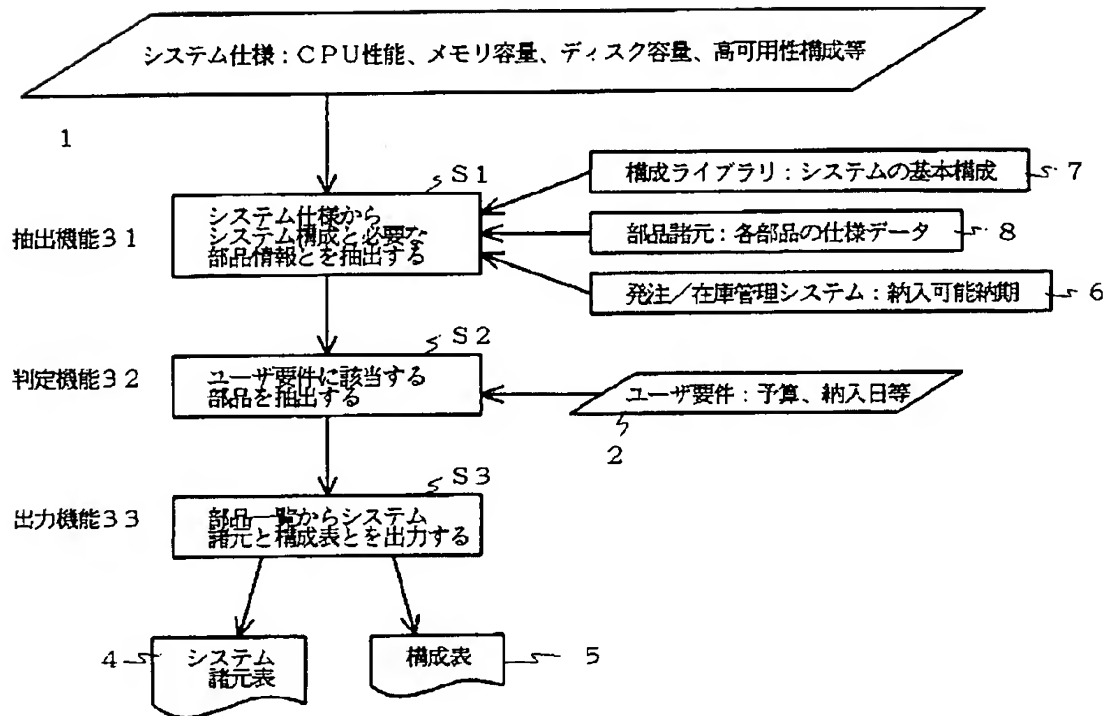 システム仕様：ＣＰＵ性能、メモリ容量、ディスク容量、高可用性構成等
１
Ｓ１
構成ライブラリ：システムの基本構成
７
抽出機能３１
システム仕様から
システム構成と必要な
部品情報とを抽出する
部品諸元：各部品の仕様データ
８
発注／在庫管理システム：納入可能納期
６
Ｓ２
判定機能３２
ユーザ要件に該当する
部品を抽出する
ユーザ要件：予算、納入日等
２
Ｓ３
出力機能３３
部品一覧からシステム
諸元と構成表とを出力する
４
システム
諸元表
構成表
５